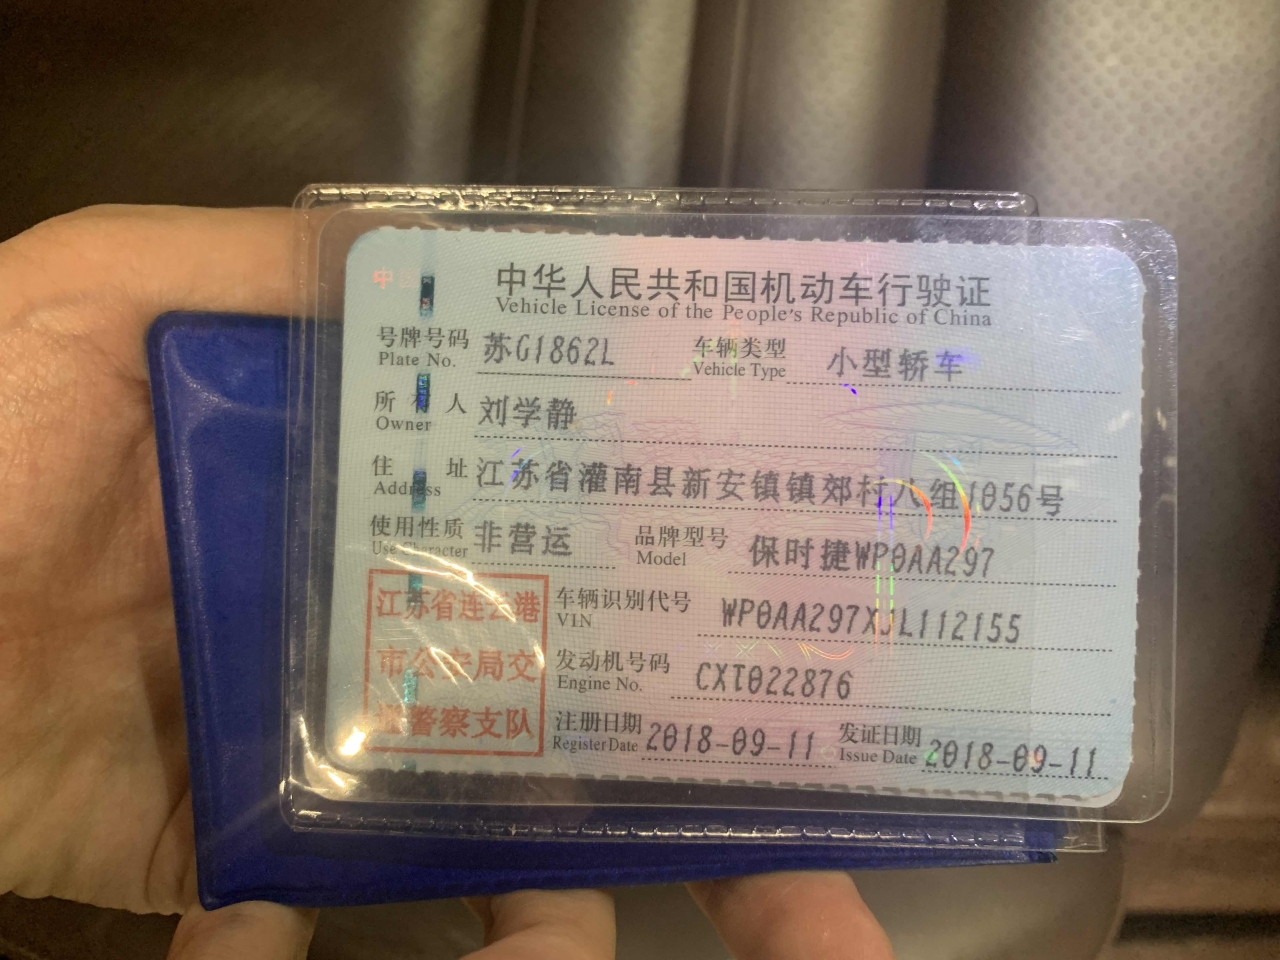 中华人民共和国机动车行驶证
Vehicle License of the People's Republic of China
号牌号码 苏G1862L 车辆类型 小型轿车
Plate No. Vehicle Type
所有人 刘学静
Owner
住址 江苏省灌南县新安镇镇郊村八组1056号
Address
使用性质 非营运 品牌型号 保时捷WP0AA297
Use Character Model
江苏省连云港
市公安局交
通警察支队
车辆识别代号 WP0AA297XJL112155
VIN
发动机号码 CXT022876
Engine No.
注册日期 2018-09-11 发证日期 2018-09-11
Register Date Issue Date